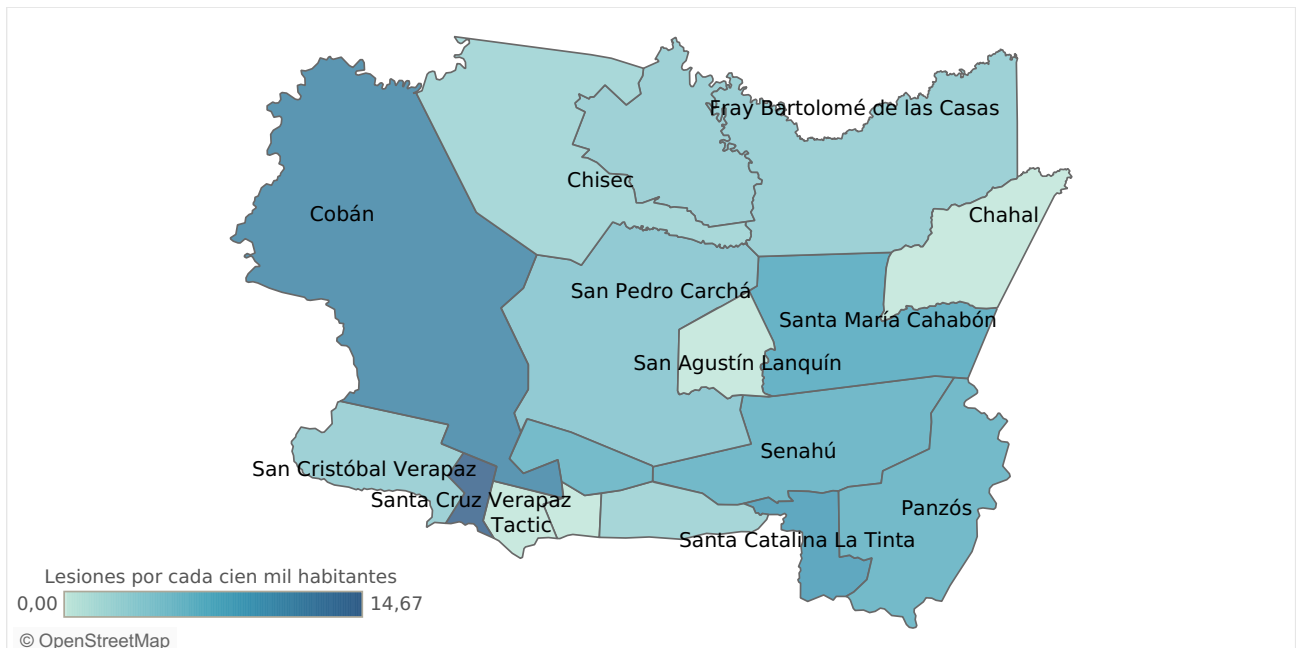 Fray Bartolomé de las Casas
Chisec
Cobán
Chahal
San Pedro Carchá
Santa María Cahabón
San Agustín Lanquín
Senahú
San Cristóbal Verapaz
Santa Cruz Verapaz
Panzós
Tactic
Santa Catalina La Tinta
Lesiones por cada cien mil habitantes
0,00 14,67
© OpenStreetMap